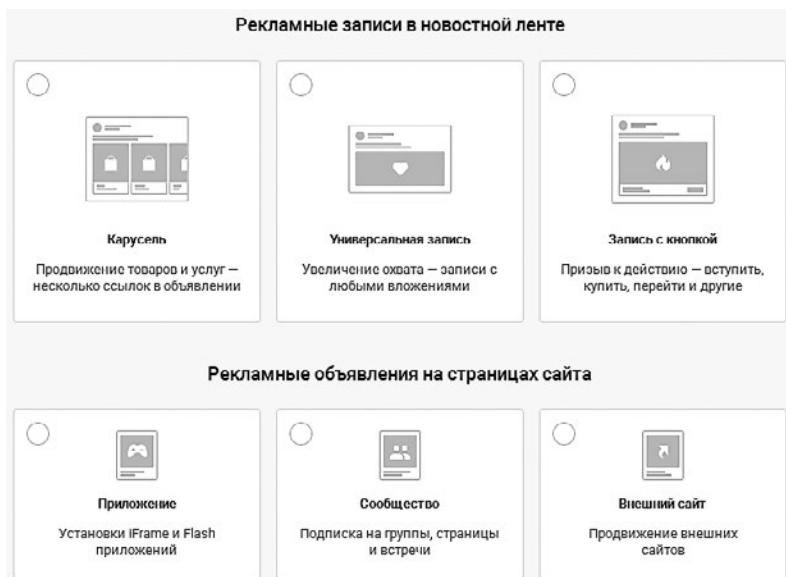 Рекламные записи в новостной ленте
Карусель
Продвижение товаров и услуг —
несколько ссылок в объявлении
Универсальная запись
Увеличение охвата — записи с
любыми вложениями
Запись с кнопкой
Призыв к действию — вступить,
купить, перейти и другие
Рекламные объявления на страницах сайта
Приложение
Установки iFrame и Flash
приложений
Сообщество
Подписка на группы, страницы
и встречи
Внешний сайт
Продвижение внешних
сайтов